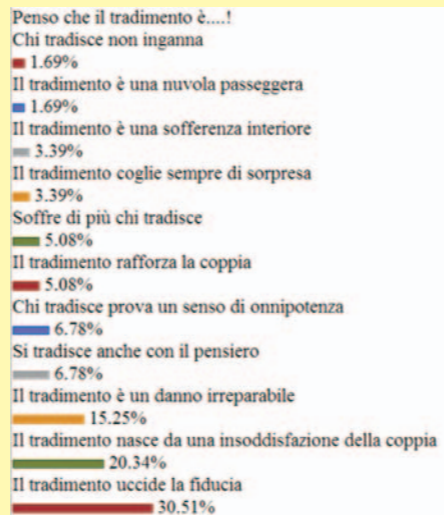 Penso che il tradimento è....!
Chi tradisce non inganna
1.69%
Il tradimento è una nuvola passeggera
1.69%
Il tradimento è una sofferenza interiore
3.39%
Il tradimento coglie sempre di sorpresa
3.39%
Soffre di più chi tradisce
5.08%
Il tradimento rafforza la coppia
5.08%
Chi tradisce prova un senso di onnipotenza
6.78%
Si tradisce anche con il pensiero
6.78%
Il tradimento è un danno irreparabile
15.25%
Il tradimento nasce da una insoddisfazione della coppia
20.34%
Il tradimento uccide la fiducia
30.51%